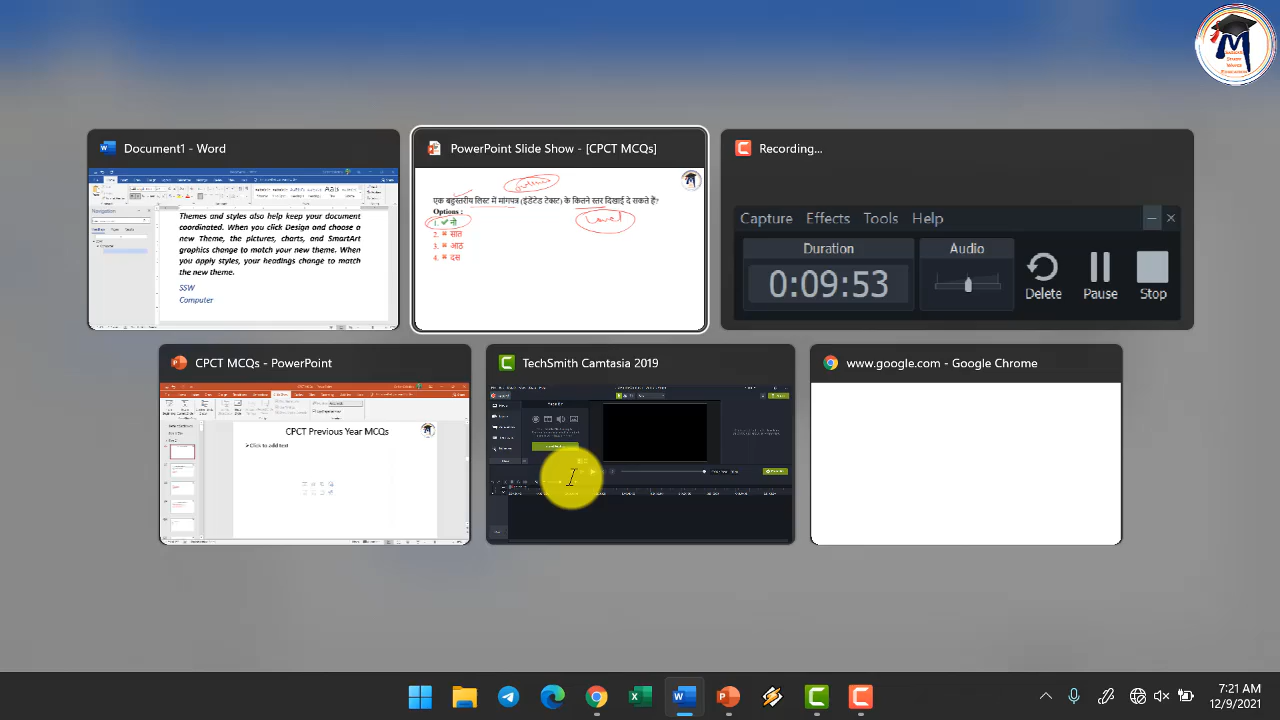 Document1 - Word
Themes and styles also help keep your document
coordinated. When you click Design and choose a
new Theme, the pictures, charts, and SmartArt
graphics change to match your new theme. When
you apply styles, your headings change to match
the new theme.
SSW
Computer
PowerPoint Slide Show - [CPCT MCQs]
एक बहुस्तरीय लिस्ट में मांगपत्र (इंडेंटेड टेक्स्ट) के कितने स्तर दिखाई दे सकते हैं?
Options :
1. ✔ नौ
2. ✖ सात
3. ✖ आठ
4. ✖ दस
Level
Recording...
Capture Effects Tools Help
Duration
0:09:53
Audio
Delete
Pause
Stop
CPCT MCQs - PowerPoint
CPCT Previous Year MCQs
Click to add text
TechSmith Camtasia 2019
www.google.com - Google Chrome
7:21 AM
12/9/2021